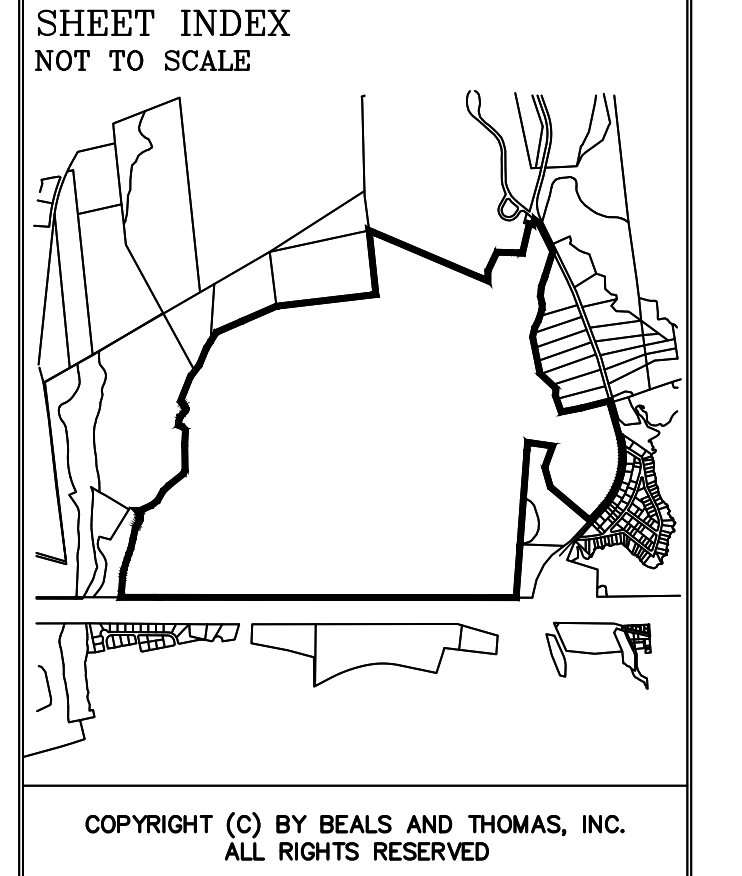 SHEET INDEX
NOT TO SCALE
COPYRIGHT (C) BY BEALS AND THOMAS, INC.
ALL RIGHTS RESERVED